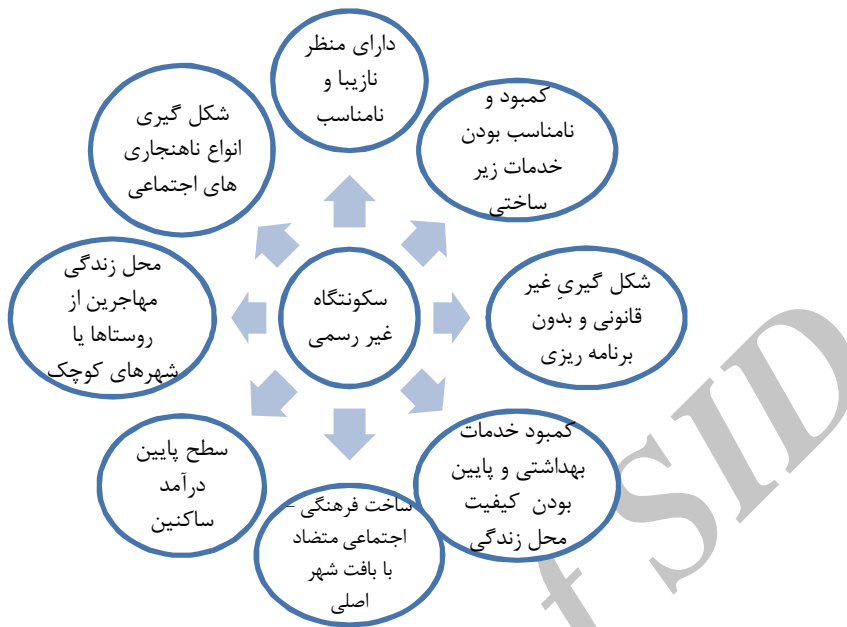 دارای منظر
نازیبا و
نامناسب
کمبود و
نامناسب بودن
خدمات زیر
ساختی
شکل گیریِ غیر
قانونی و بدون
برنامه ریزی
کمبود خدمات
بهداشتی و پایین
بودن کیفیت
محل زندگی
ساخت فرهنگی –
اجتماعی متضاد
با بافت شهر
اصلی
سطح پایین
درآمد
ساکنین
محل زندگی
مهاجرین از
روستاها یا
شهرهای کوچک
شکل گیری
انواع ناهنجاری
های اجتماعی
سکونتگاه
غیر رسمی
f SID